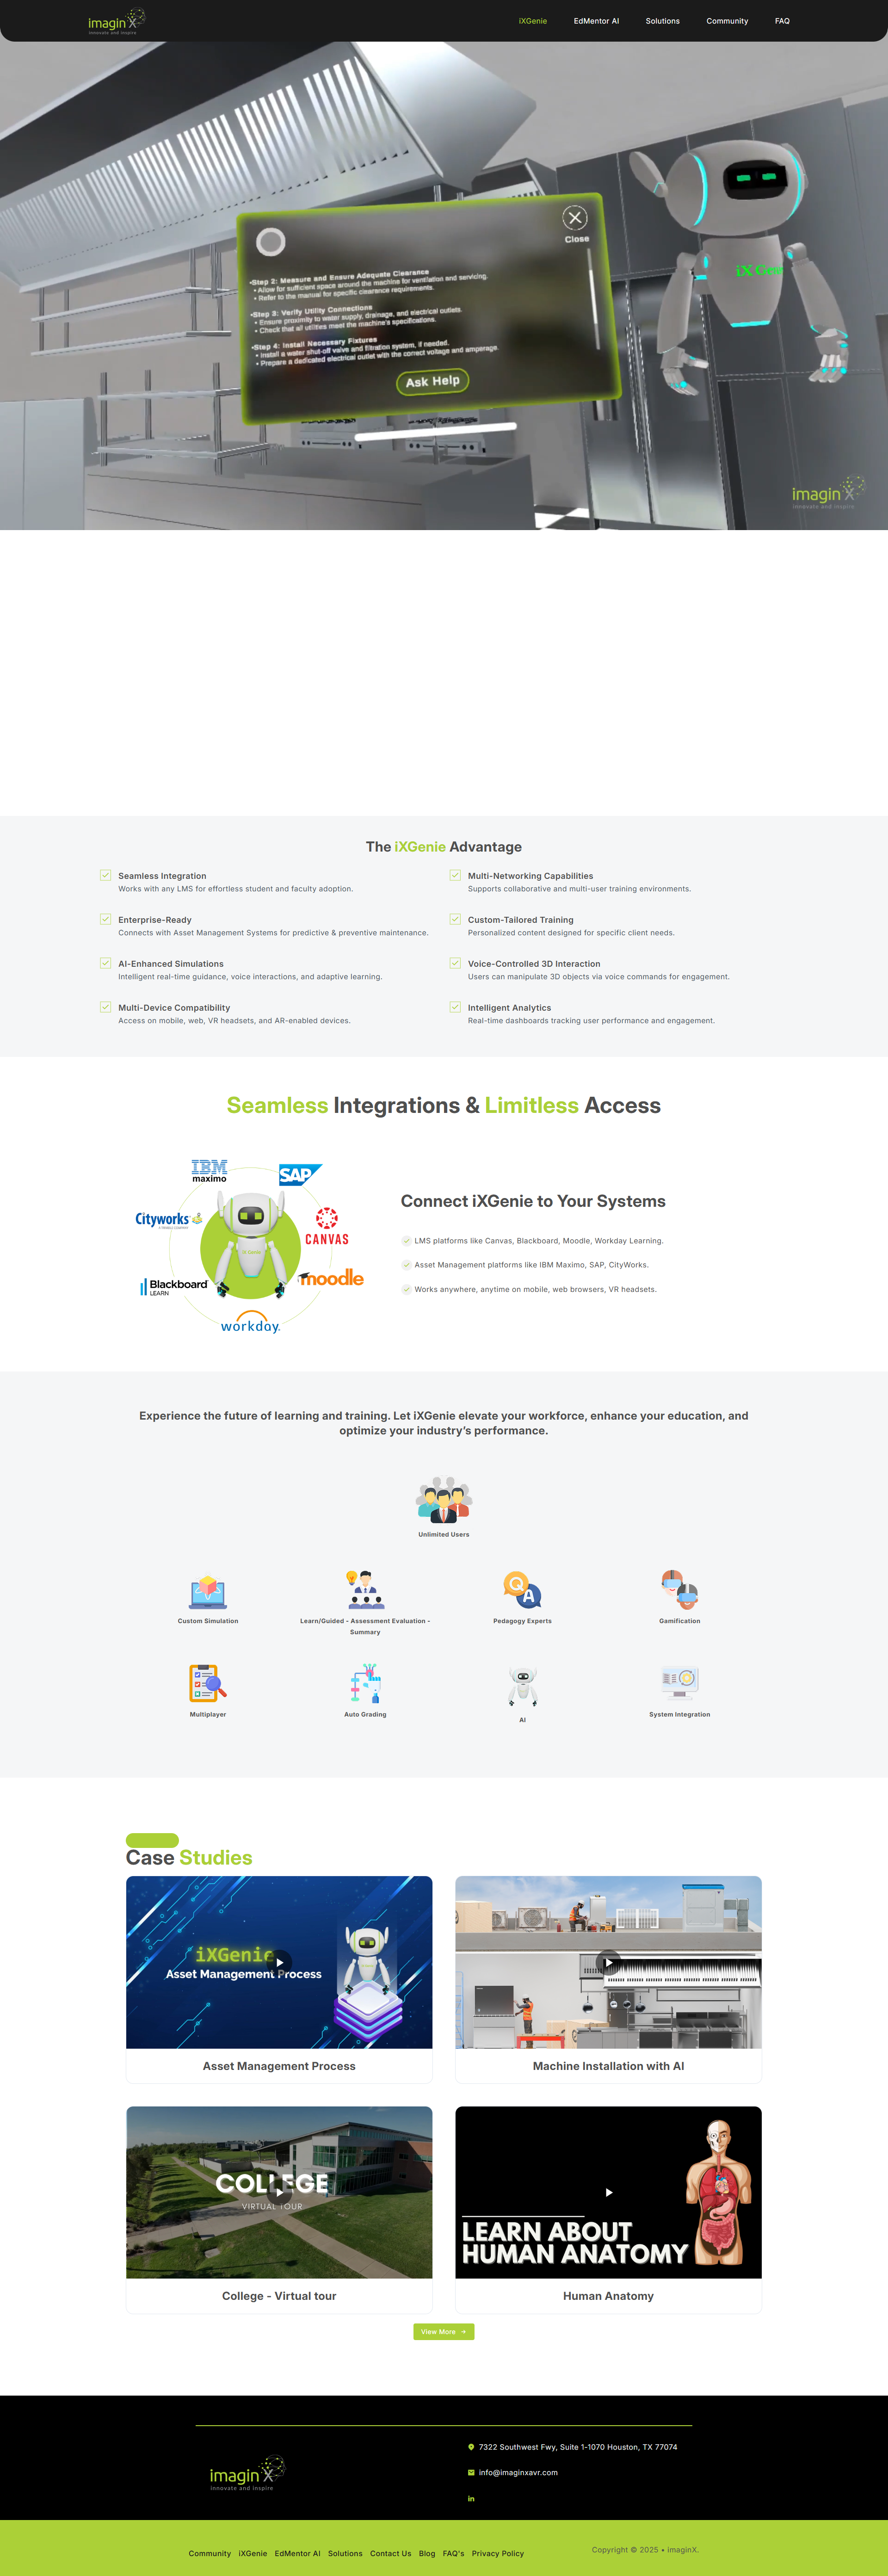 imagin X
innovate and inspire
iXGenie
EdMentor AI
Solutions
Community
FAQ
Close
•Step 2: Measure and Ensure Adequate Clearance
• Allow for sufficient space around the machine for ventilation and servicing.
• Refer to the manual for specific clearance requirements.
•Step 3: Verify Utility Connections
• Ensure proximity to water supply, drainage, and electrical outlets.
• Check that all utilities meet the machine's specifications.
•Step 4: Install Necessary Fixtures
• Install a water shut-off valve and filtration system, if needed.
• Prepare a dedicated electrical outlet with the correct voltage and amperage.
Ask Help
iX Gen
imagin X
innovate and inspire
The iXGenie Advantage
Seamless Integration
Works with any LMS for effortless student and faculty adoption.
Multi-Networking Capabilities
Supports collaborative and multi-user training environments.
Enterprise-Ready
Connects with Asset Management Systems for predictive & preventive maintenance.
Custom-Tailored Training
Personalized content designed for specific client needs.
AI-Enhanced Simulations
Intelligent real-time guidance, voice interactions, and adaptive learning.
Voice-Controlled 3D Interaction
Users can manipulate 3D objects via voice commands for engagement.
Multi-Device Compatibility
Access on mobile, web, VR headsets, and AR-enabled devices.
Intelligent Analytics
Real-time dashboards tracking user performance and engagement.
Seamless Integrations & Limitless Access
IBM
maximo
SAP
Cityworks
CANVAS
Blackboard
LEARN
moodle
workday.
Connect iXGenie to Your Systems
LMS platforms like Canvas, Blackboard, Moodle, Workday Learning.
Asset Management platforms like IBM Maximo, SAP, CityWorks.
Works anywhere, anytime on mobile, web browsers, VR headsets.
Experience the future of learning and training. Let iXGenie elevate your workforce, enhance your education, and
optimize your industry's performance.
Unlimited Users
Custom Simulation
Learn/Guided - Assessment Evaluation -
Summary
Q
A
Pedagogy Experts
Gamification
Multiplayer
Auto Grading
AI
System Integration
Case Studies
iXGenie
Asset Management Process
Asset Management Process
Machine Installation with AI
COLLEGE
VIRTUAL TOUR
College - Virtual tour
LEARN ABOUT
HUMAN ANATOMY
Human Anatomy
View More →
imagin X
innovate and inspire
7322 Southwest Fwy, Suite 1-1070 Houston, TX 77074
info@imaginxavr.com
in
Community
iXGenie
EdMentor AI
Solutions
Contact Us
Blog
FAQ's
Privacy Policy
Copyright © 2025 • ImaginX.